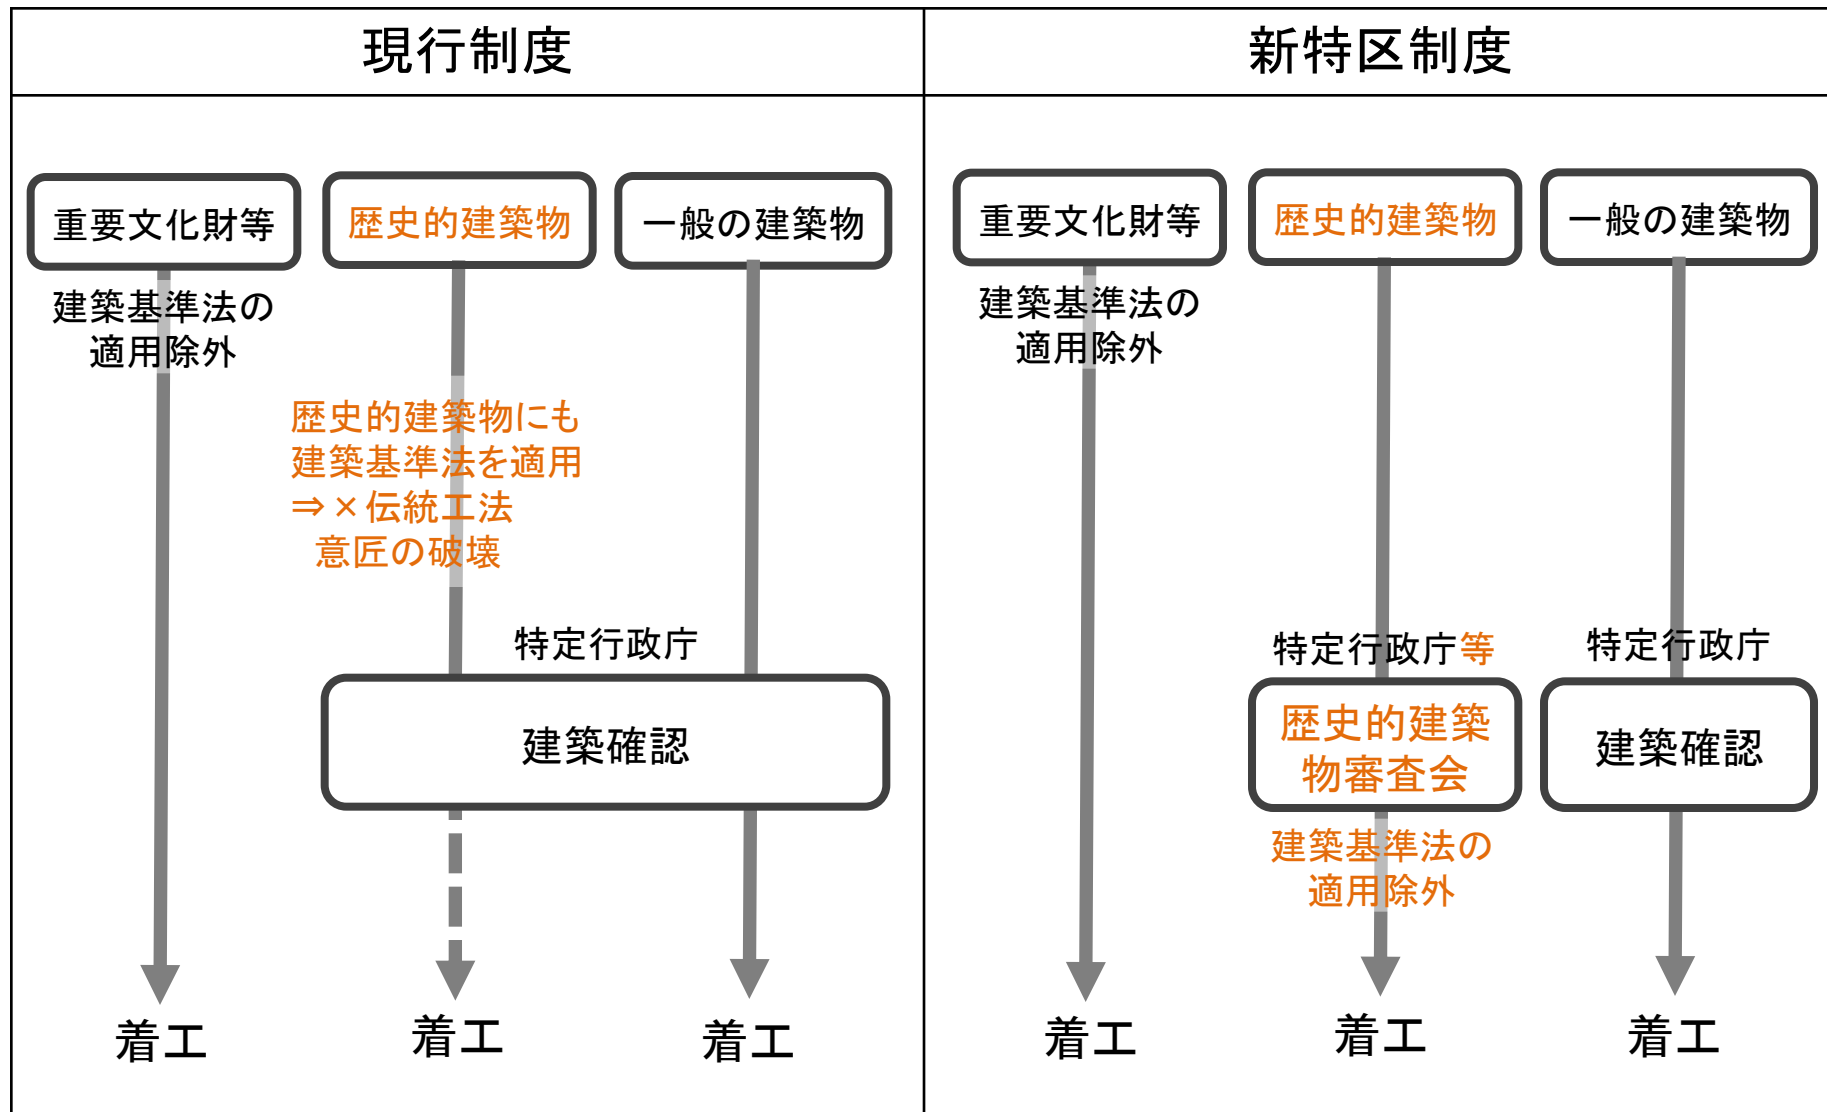 現行制度
新特区制度
重要文化財等
歴史的建築物
一般の建築物
建築基準法の
適用除外
歴史的建築物にも
建築基準法を適用
⇒×伝統工法
意匠の破壊
特定行政庁
建築確認
着工
着工
着工
重要文化財等
歴史的建築物
一般の建築物
建築基準法の
適用除外
特定行政庁等
特定行政庁
歴史的建築
物審査会
建築確認
建築基準法の
適用除外
着工
着工
着工